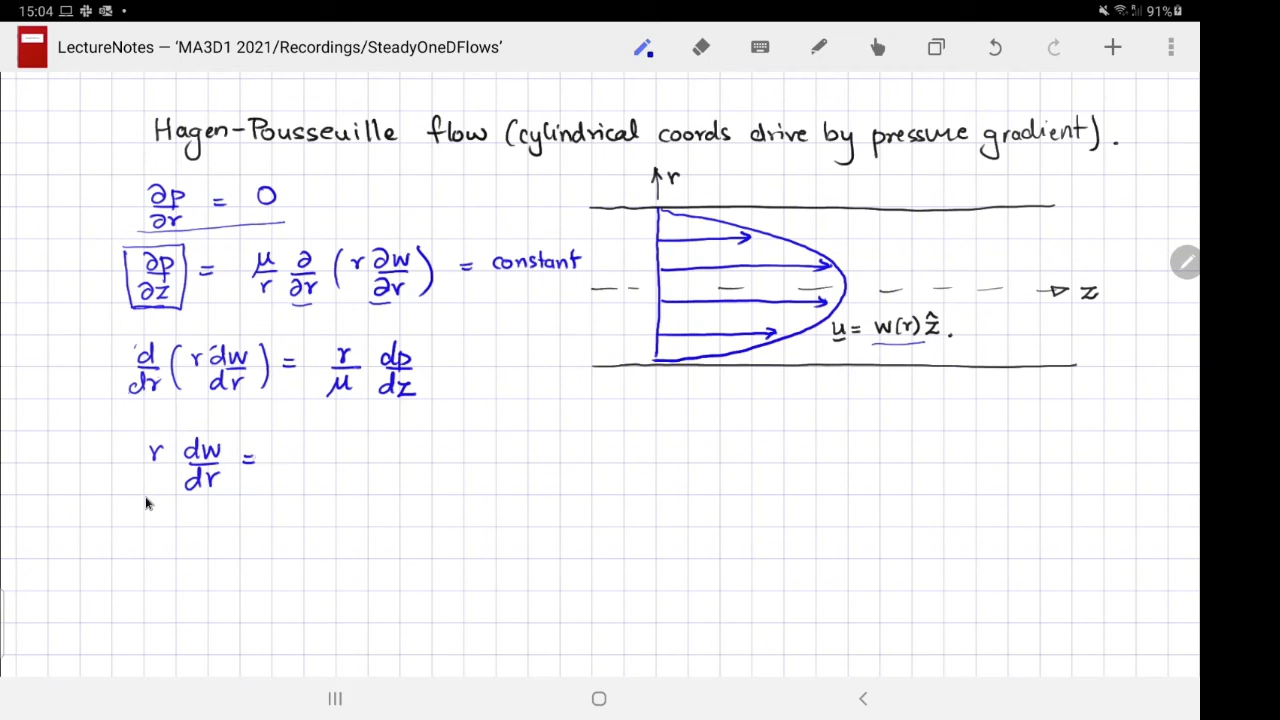 15:04 91%
LectureNotes — ‘MA3D1 2021/Recordings/SteadyOneDFlows’
Hagen-Pousseuille flow (cylindrical coords drive by pressure gradient).
∂p/∂r = 0
∂p/∂z = μ/r ∂/∂r (r ∂w/∂r) = constant
d/dr (r dw/dr) = r/μ dp/dz
r dw/dr =
r
z
u = w(r) ẑ.